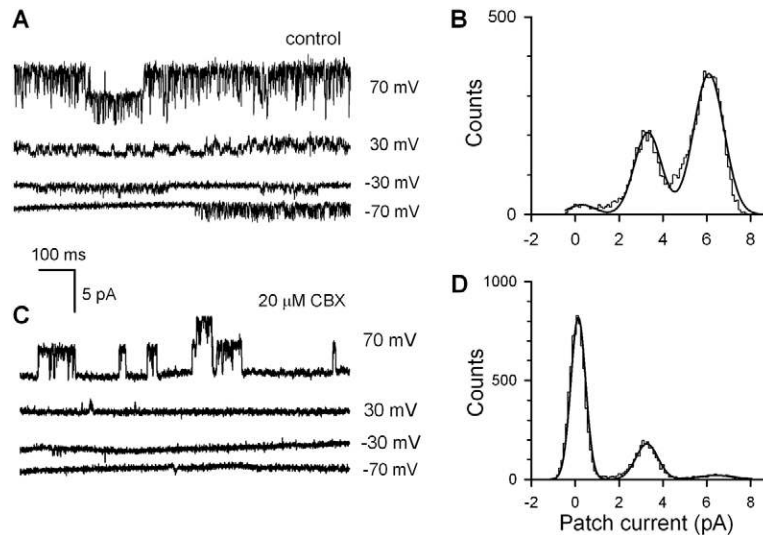 A
control
70 mV
30 mV
-30 mV
-70 mV
100 ms
5 pA
B
500
0
Counts
-2 0 2 4 6 8
C
20 μM CBX
70 mV
30 mV
-30 mV
-70 mV
D
1000
500
0
Counts
-2 0 2 4 6 8
Patch current (pA)